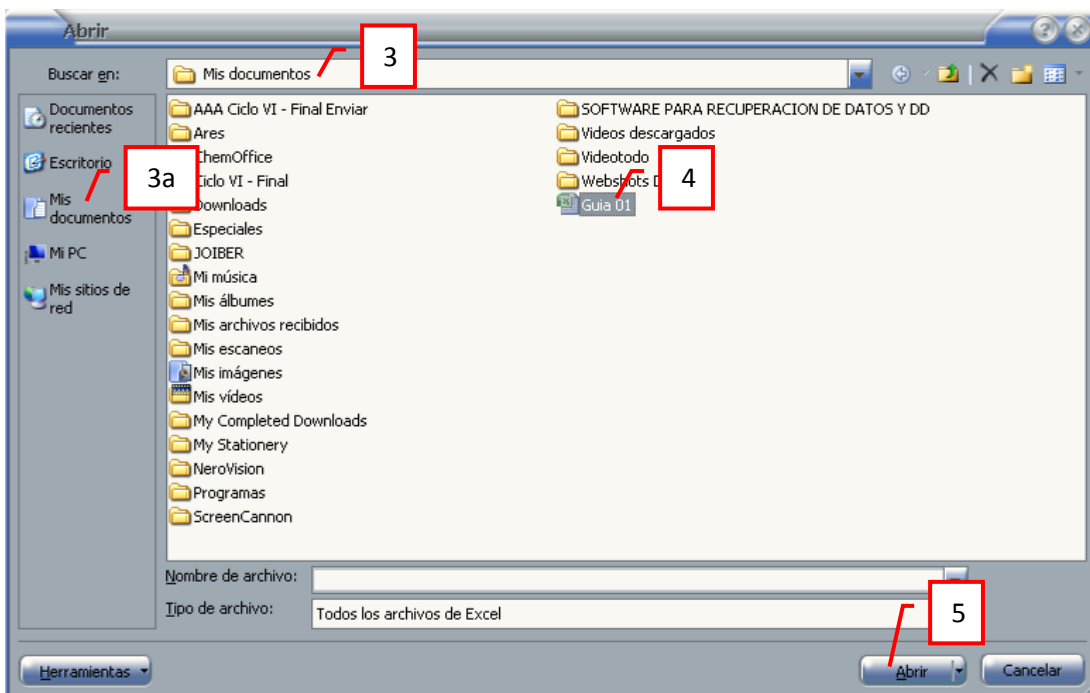 Abrir
Buscar en:
Mis documentos
3
Documentos
recientes
Escritorio
3a
Mis
documentos
Mi PC
Mis sitios de
red
AAA Ciclo VI - Final Enviar
Ares
ChemOffice
Ciclo VI - Final
Downloads
Especiales
JOIBER
Mi música
Mis álbumes
Mis archivos recibidos
Mis escaneos
Mis imágenes
Mis vídeos
My Completed Downloads
My Stationery
NeroVision
Programas
ScreenCannon
SOFTWARE PARA RECUPERACION DE DATOS Y DD
Videos descargados
Videotodo
Webshots
4
Guia 01
Nombre de archivo:
Tipo de archivo:
Todos los archivos de Excel
5
Herramientas
Abrir
Cancelar